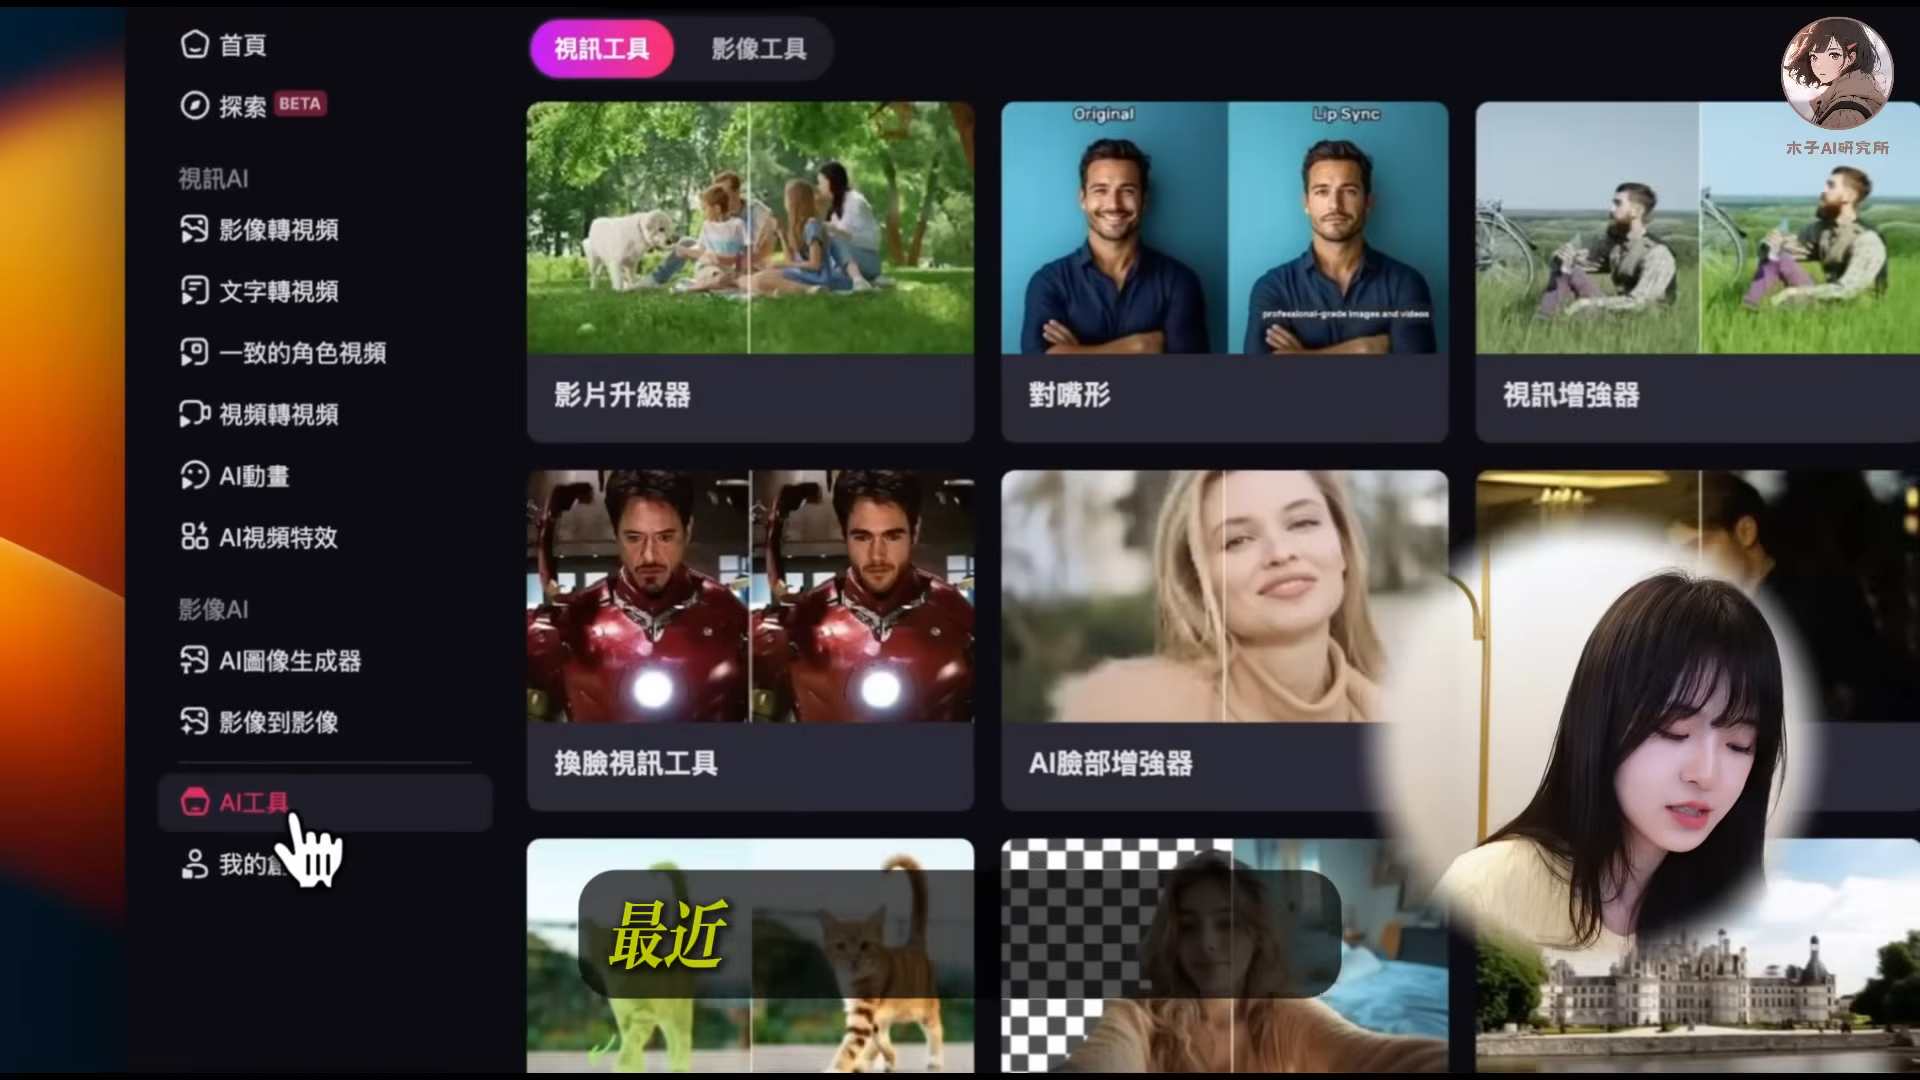 首頁
探索 BETA
視訊AI
影像轉視頻
文字轉視頻
一致的角色視頻
視頻轉視頻
AI動畫
AI視頻特效
影像AI
AI圖像生成器
影像到影像
AI工具
我的
視訊工具 影像工具
Original Lip Sync
professional-grade images and videos
影片升級器 對嘴形 視訊增強器
換臉視訊工具 AI臉部增強器
最近
木子AI研究所